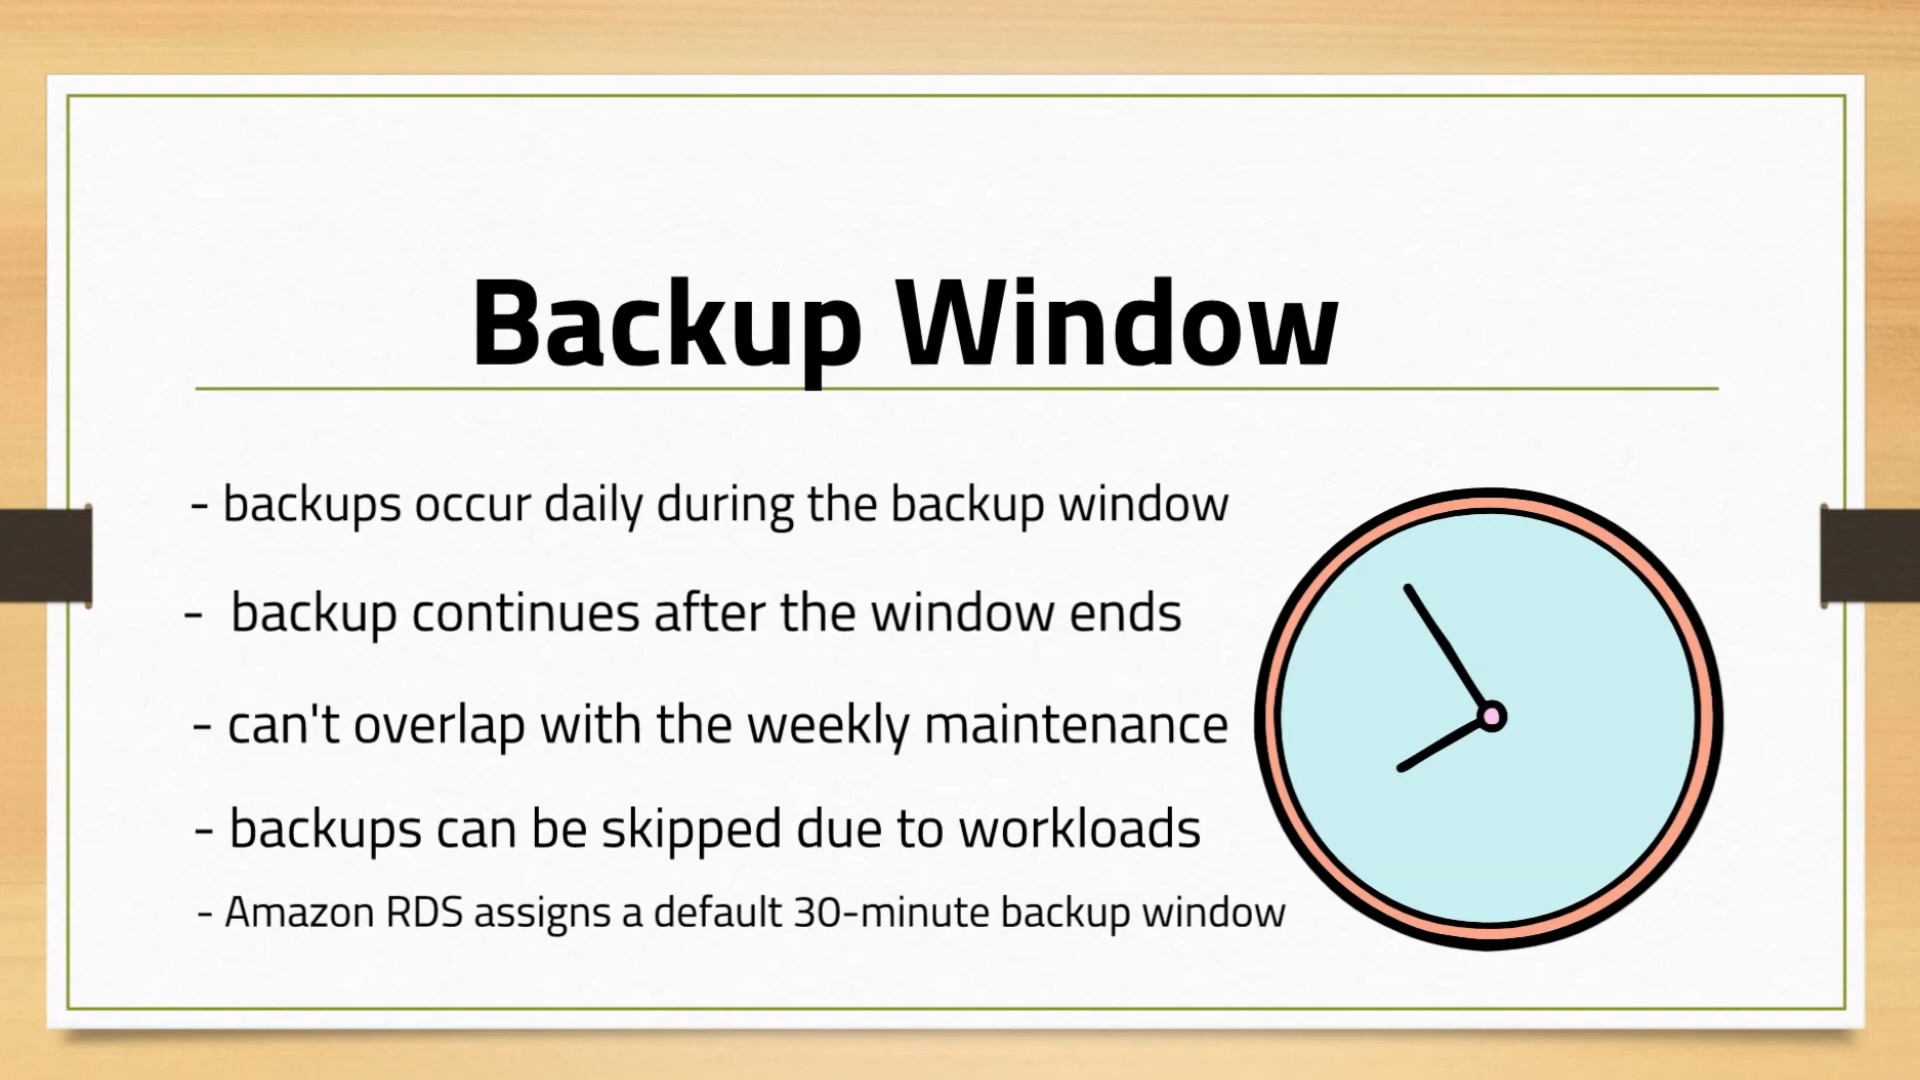 Backup Window
- backups occur daily during the backup window
- backup continues after the window ends
- can't overlap with the weekly maintenance
- backups can be skipped due to workloads
- Amazon RDS assigns a default 30-minute backup window